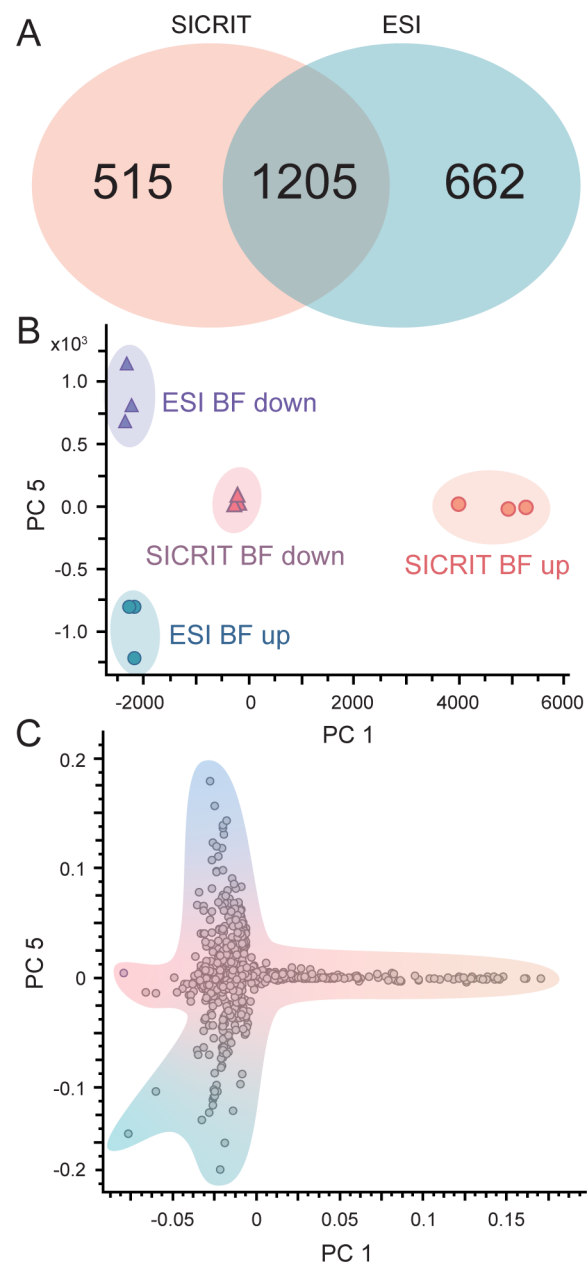 A
SICRIT
ESI
515
1205
662
B
x10³
1.0
0.5
0.0
-0.5
-1.0
PC 5
ESI BF down
SICRIT BF down
SICRIT BF up
ESI BF up
-2000
0
2000
4000
6000
PC 1
C
0.2
0.1
0
-0.1
-0.2
PC 5
-0.05
0
0.05
0.1
0.15
PC 1